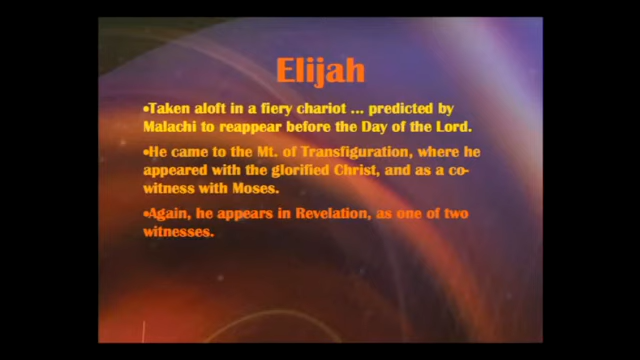 Elijah
•Taken aloft in a fiery chariot ... predicted by
Malachi to reappear before the Day of the Lord.
•He came to the Mt. of Transfiguration, where he
appeared with the glorified Christ, and as a co-
witness with Moses.
•Again, he appears in Revelation, as one of two
witnesses.